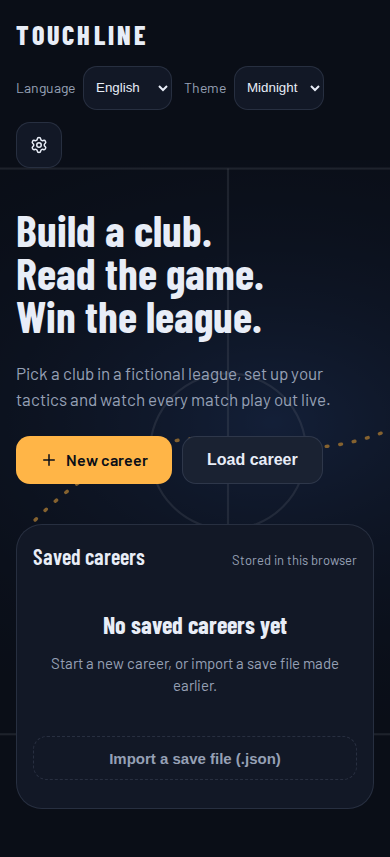 TOUCHLINE
Language English Theme Midnight
Build a club.
Read the game.
Win the league.
Pick a club in a fictional league, set up your
tactics and watch every match play out live.
+ New career Load career
Saved careers Stored in this browser
No saved careers yet
Start a new career, or import a save file made
earlier.
Import a save file (.json)